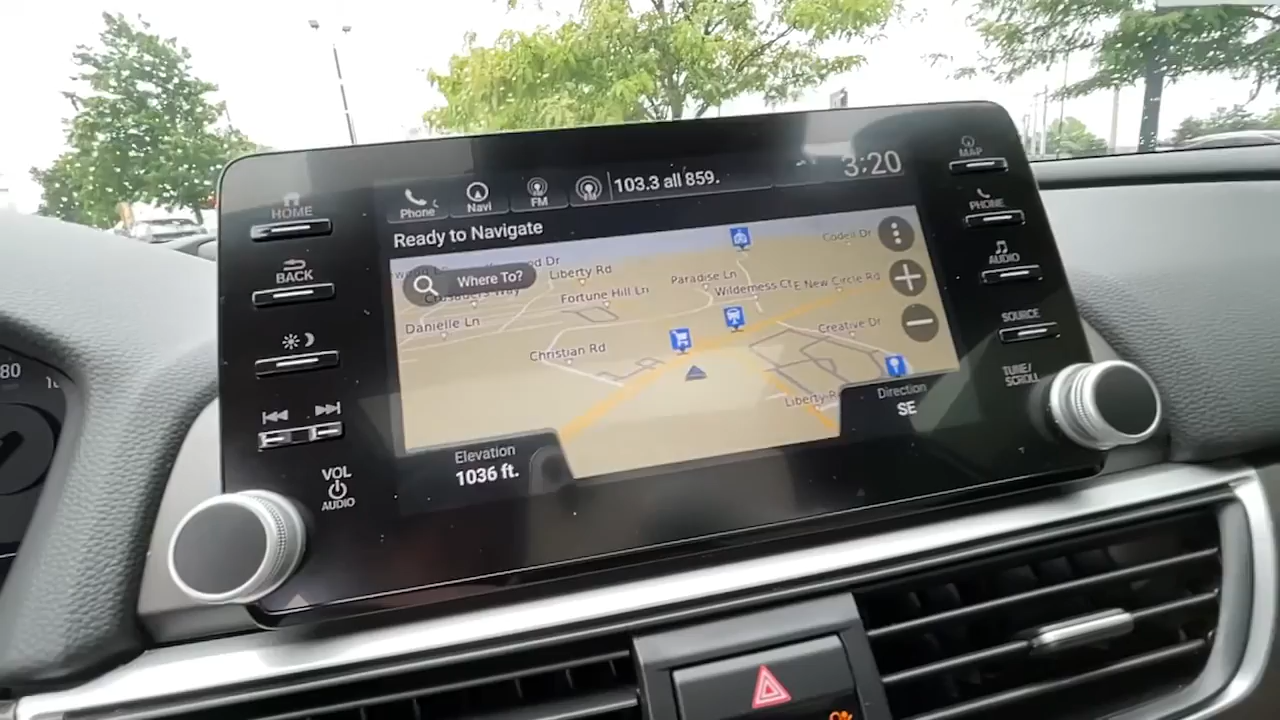 HOME
BACK
VOL
AUDIO
Phone
Navi
FM
103.3 all 859.
3:20
Ready to Navigate
Where To?
Liberty Rd
Fortune Hill Ln
Danielle Ln
Christian Rd
Paradise Ln
Wilderness Ct
E New Circle Rd
Codell Dr
Creative Dr
Elevation
1036 ft.
Direction
SE
MAP
PHONE
AUDIO
SOURCE
TUNE/
SCROLL
80